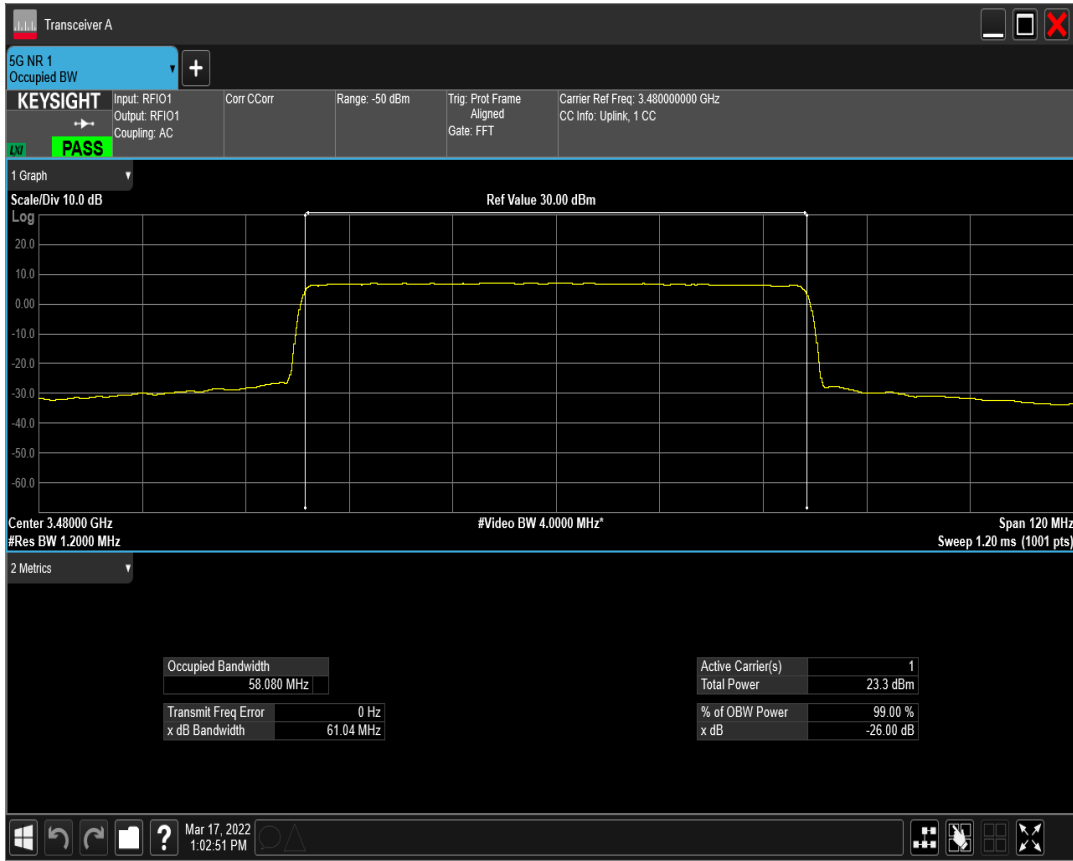 Transceiver A
5G NR 1
Occupied BW
KEYSIGHT
LXI
PASS
Input: RFIO1
Output: RFIO1
Coupling: AC
Corr CCorr
Range: -50 dBm
Trig: Prot Frame
Aligned
Gate: FFT
Carrier Ref Freq: 3.480000000 GHz
CC Info: Uplink, 1 CC
1 Graph
Scale/Div 10.0 dB
Ref Value 30.00 dBm
Log
20.0
10.0
0.00
-10.0
-20.0
-30.0
-40.0
-50.0
-60.0
Center 3.48000 GHz
#Video BW 4.0000 MHz*
Span 120 MHz
#Res BW 1.2000 MHz
Sweep 1.20 ms (1001 pts)
2 Metrics
Occupied Bandwidth
58.080 MHz
Transmit Freq Error 0 Hz
x dB Bandwidth 61.04 MHz
Active Carrier(s) 1
Total Power 23.3 dBm
% of OBW Power 99.00 %
x dB -26.00 dB
?
Mar 17, 2022
1:02:51 PM